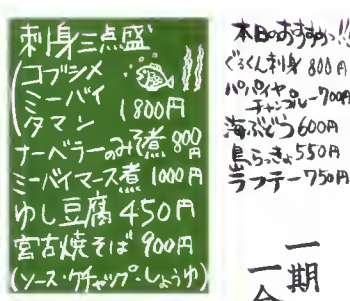 刺身三点盛
コブシメ
ミーバイ
タマン
1800円
ナーベラーのみそ煮 800円
ミーバイマース煮 1000円
ゆし豆腐 450円
宮古焼そば 900円
(ソース・ケチャップ・しょうゆ)
本日のおすすめっ!!
ぐるくん刺身 800円
パパイヤ
チャンプルー 700円
海ぶどう 600円
島らっきょ 550円
ラフテー 750円
一期
一会